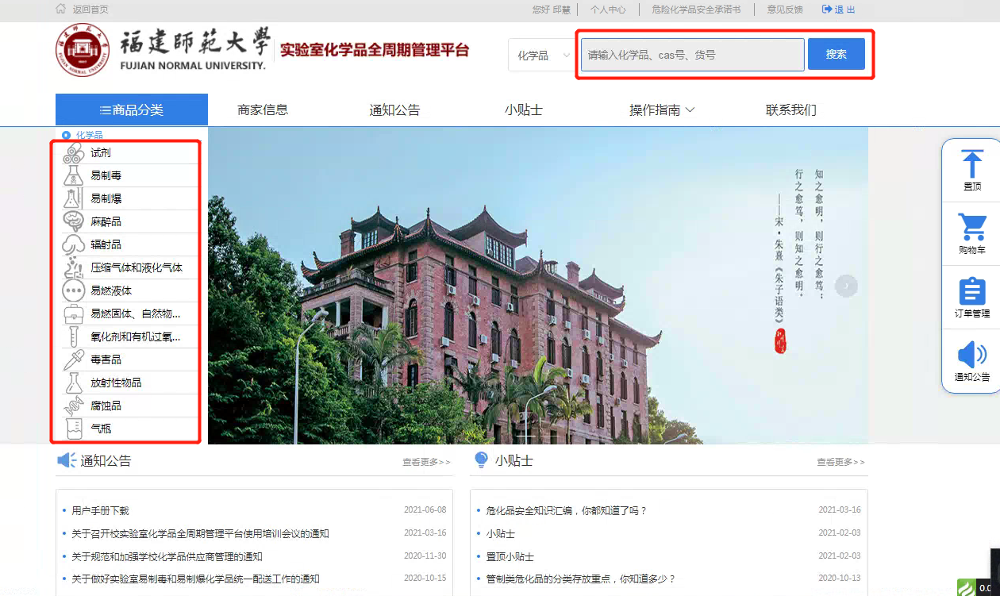 返回首页
您好 邱慧
个人中心
危险化学品安全承诺书
意见反馈
退 出
福建師範大學
FUJIAN NORMAL UNIVERSITY.
实验室化学品全周期管理平台
化学品
请输入化学品、cas号、货号
搜索
商品分类
商家信息
通知公告
小贴士
操作指南
联系我们
化学品
试剂
易制毒
易制爆
麻醉品
辐射品
压缩气体和液化气体
易燃液体
易燃固体、自然物...
氧化剂和有机过氧...
毒害品
放射性物品
腐蚀品
气瓶
知之愈明，则行之愈笃；
行之愈笃，则知之愈明。
——宋·朱熹《朱子语类》
置顶
购物车
订单管理
通知公告
通知公告
查看更多>>
用户手册下载 2021-06-08
关于召开校实验室化学品全周期管理平台使用培训会议的通知 2021-03-16
关于规范和加强学校化学品供应商管理的通知 2020-11-30
关于做好实验室易制毒和易制爆化学品统一配送工作的通知 2020-10-15
小贴士
查看更多>>
危化品安全知识汇编，你都知道了吗？ 2021-03-16
小贴士 2021-02-03
置顶小贴士 2021-02-03
管制类危化品的分类存放重点，你知道多少？ 2020-10-13